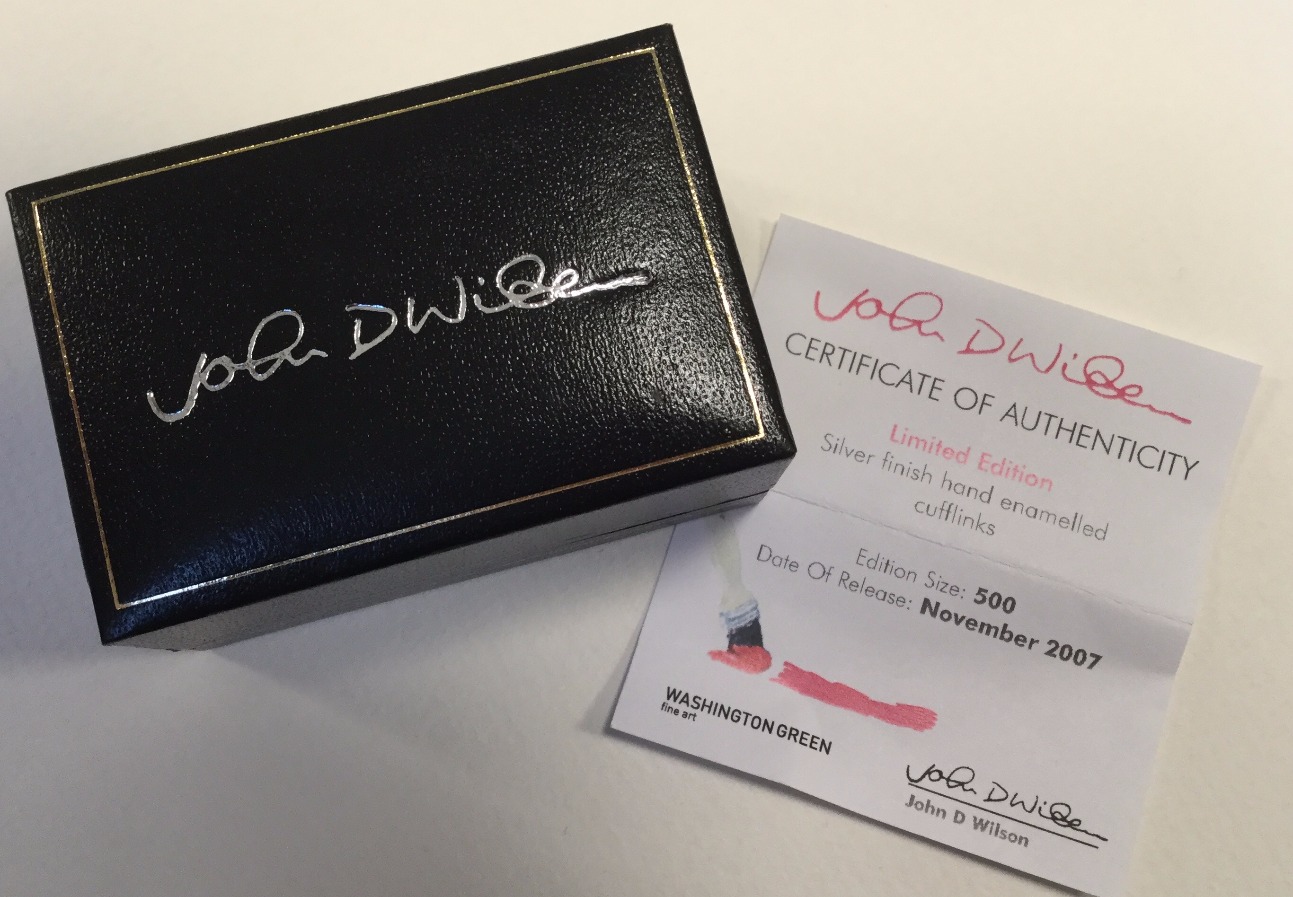 John D Wilson
John D Wilson
CERTIFICATE OF AUTHENTICITY
Limited Edition
Silver finish hand enamelled
cufflinks
Edition Size: 500
Date Of Release: November 2007
WASHINGTON GREEN
fine art
John D Wilson
John D Wilson